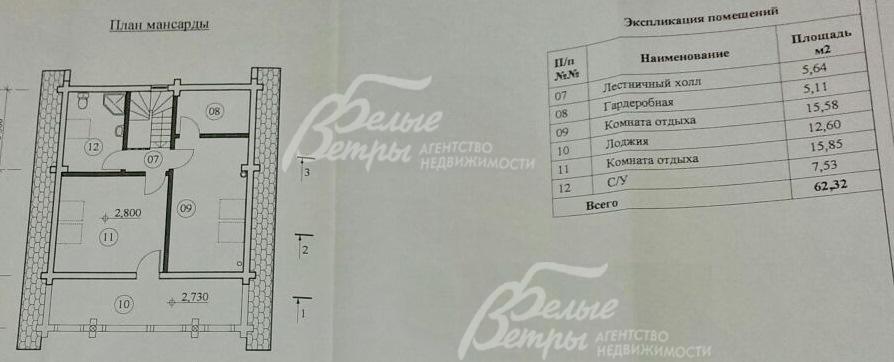 План мансарды
Экспликация помещений
П/п №№ Наименование Площадь м2
07 Лестничный холл 5,64
08 Гардеробная 5,11
09 Комната отдыха 15,58
10 Лоджия 12,60
11 Комната отдыха 15,85
12 С/У 7,53
Всего 62,32
08
12
07
3
2,800
09
11
2
10
2,730
1
Белые Ветры АГЕНТСТВО НЕДВИЖИМОСТИ
Белые Ветры АГЕНТСТВО НЕДВИЖИМОСТИ